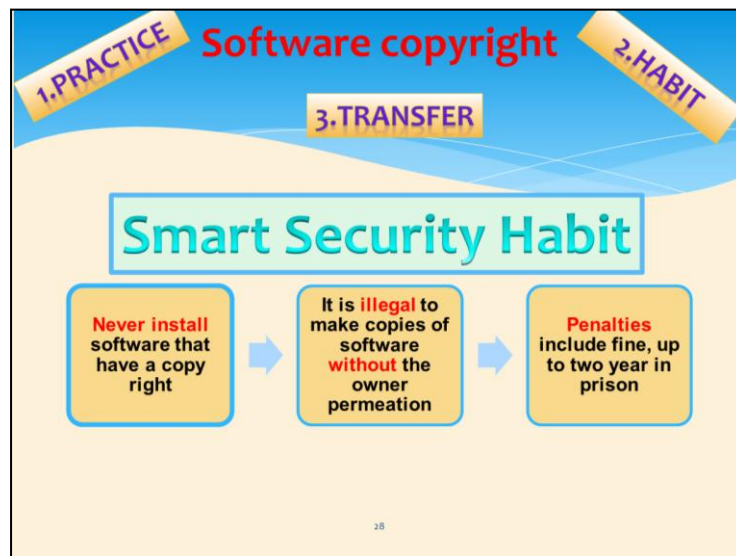 1.PRACTICE
Software copyright
2.HABIT
3.TRANSFER
Smart Security Habit
Never install
software that
have a copy
right
It is illegal to
make copies of
software
without the
owner
permeation
Penalties
include fine, up
to two year in
prison
28